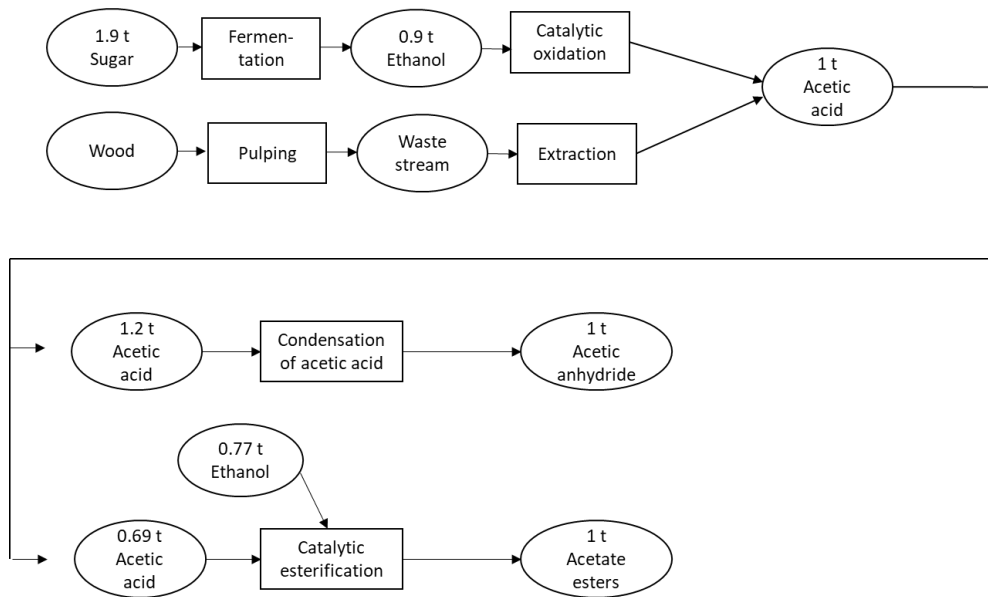 1.9 t
Sugar
Fermen-
tation
0.9 t
Ethanol
Catalytic
oxidation
1 t
Acetic
acid
Wood
Pulping
Waste
stream
Extraction
1.2 t
Acetic
acid
Condensation
of acetic acid
1 t
Acetic
anhydride
0.77 t
Ethanol
0.69 t
Acetic
acid
Catalytic
esterification
1 t
Acetate
esters